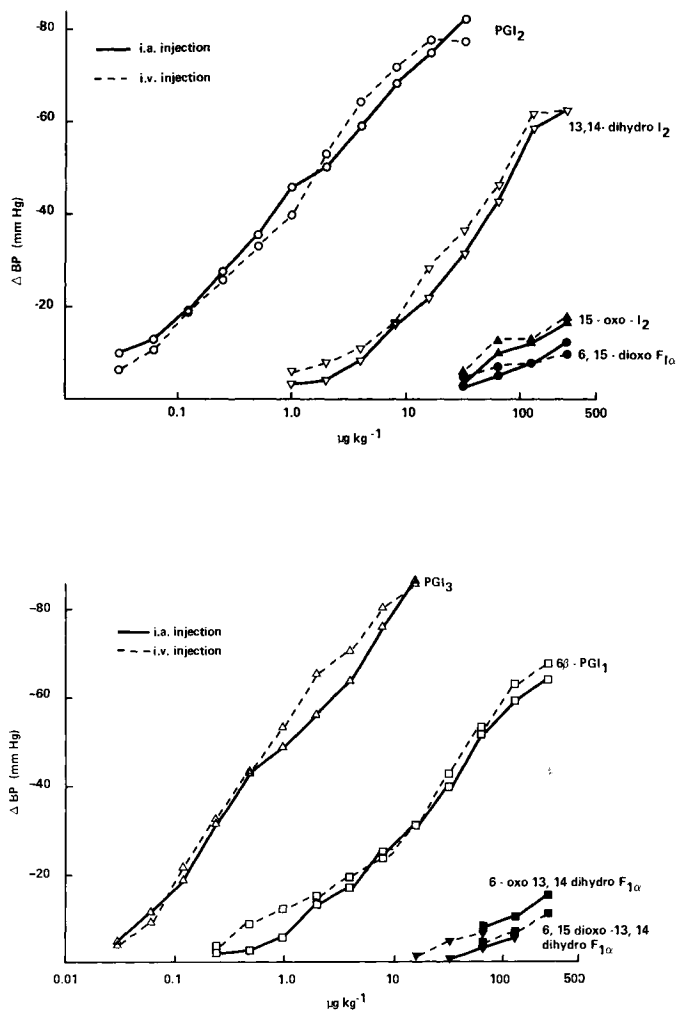 -80
-60
-40
-20
Δ BP (mm Hg)
i.a. injection
i.v. injection
PGI2
13,14- dihydro I2
15 - oxo - I2
6, 15 - dioxo F1α
0.1
1.0
10
100
500
µg kg-1
-80
-60
-40
-20
Δ BP (mm Hg)
i.a. injection
i.v. injection
PGI3
6β - PGI1
6 - oxo 13, 14 dihydro F1α
6, 15 dioxo -13, 14
dihydro F1α
0.01
0.1
1.0
10
100
500
µg kg-1